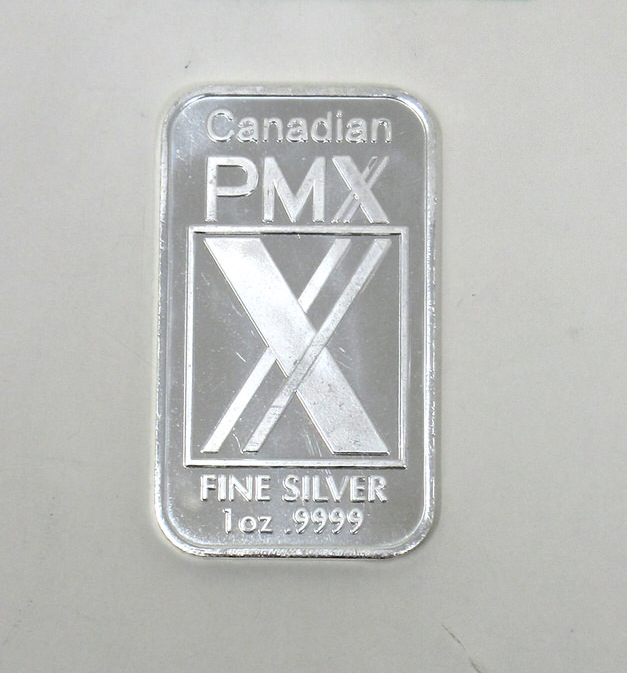 Canadian
PMX
X
FINE SILVER
1oz .9999